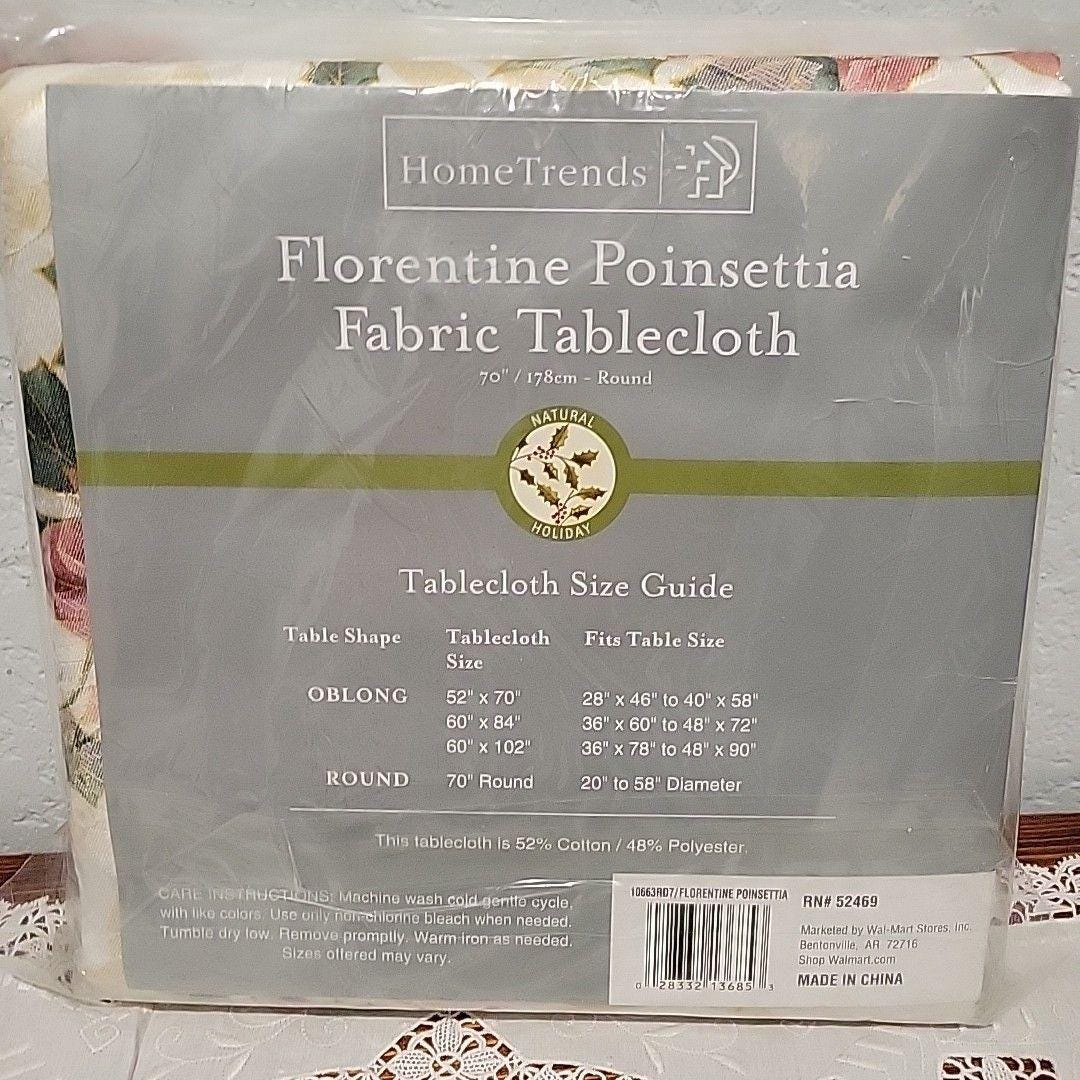 HomeTrends
Florentine Poinsettia
Fabric Tablecloth
70" / 178cm - Round
NATURAL
HOLIDAY
Tablecloth Size Guide
Table Shape Tablecloth Size Fits Table Size
OBLONG 52" x 70" 28" x 46" to 40" x 58"
60" x 84" 36" x 60" to 48" x 72"
60" x 102" 36" x 78" to 48" x 90"
ROUND 70" Round 20" to 58" Diameter
This tablecloth is 52% Cotton / 48% Polyester.
CARE INSTRUCTIONS: Machine wash cold gentle cycle,
with like colors. Use only non-chlorine bleach when needed.
Tumble dry low. Remove promptly. Warm iron as needed.
Sizes offered may vary.
10663RD7/FLORENTINE POINSETTIA
0 28332 13685 3
RN# 52469
Marketed by Wal-Mart Stores, Inc.
Bentonville, AR 72716
Shop Walmart.com
MADE IN CHINA